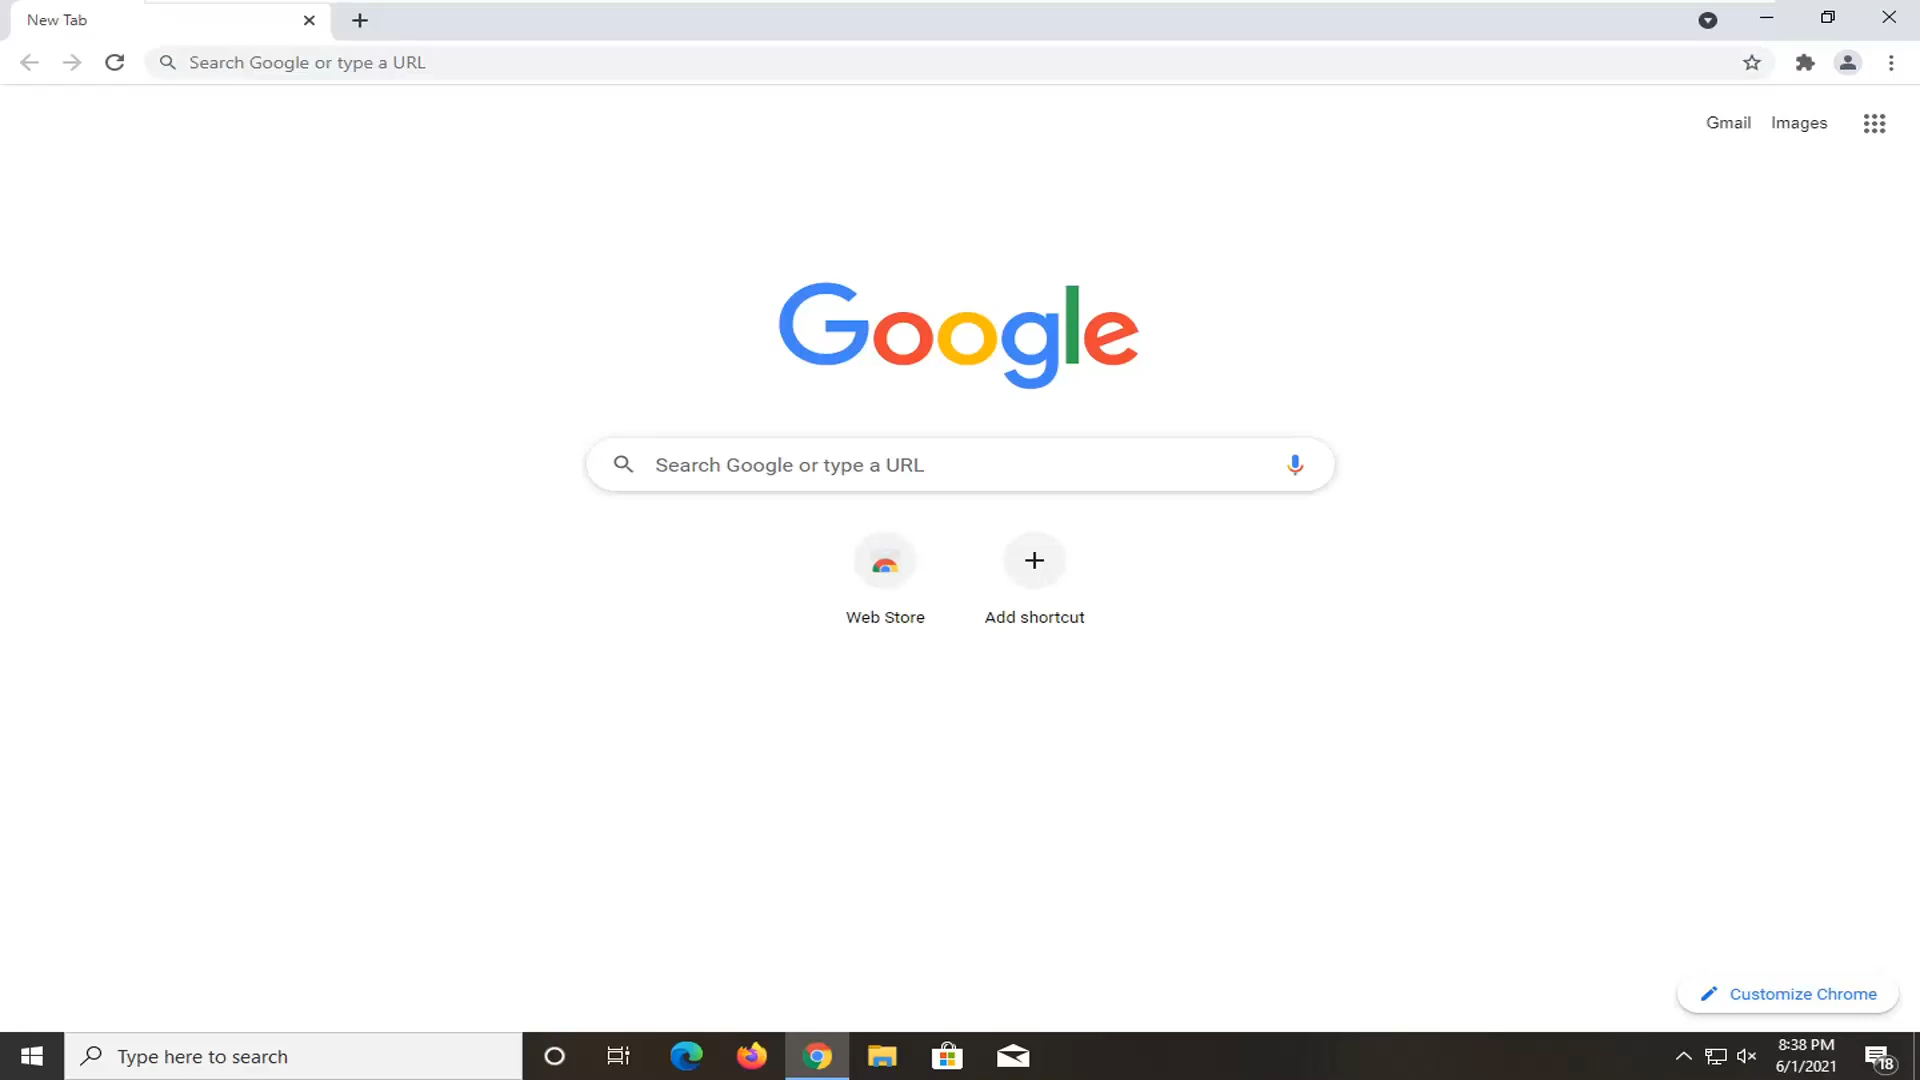 New Tab
Search Google or type a URL
Gmail Images
Google
Search Google or type a URL
Web Store Add shortcut
Customize Chrome
Type here to search
8:38 PM
6/1/2021
18